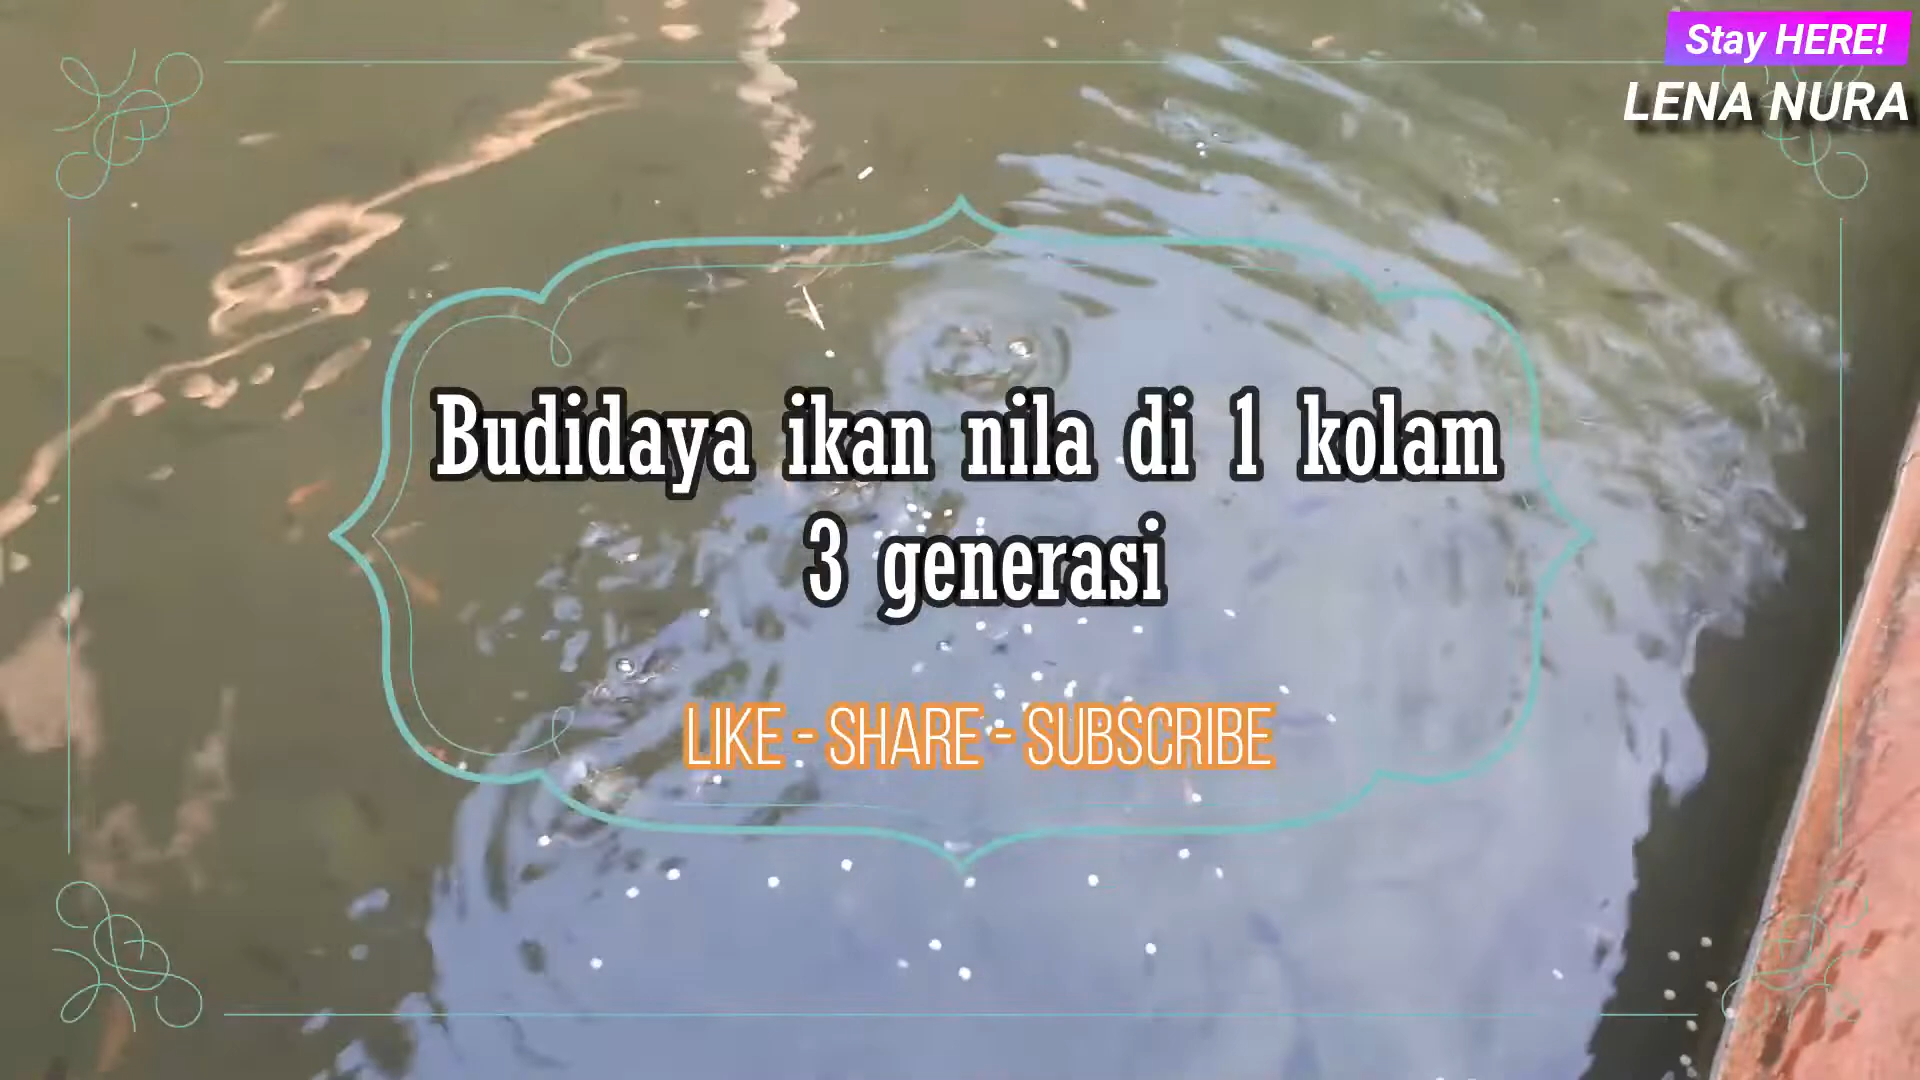 Stay HERE!
LENA NURA
Budidaya ikan nila di 1 kolam
3 generasi
LIKE - SHARE - SUBSCRIBE